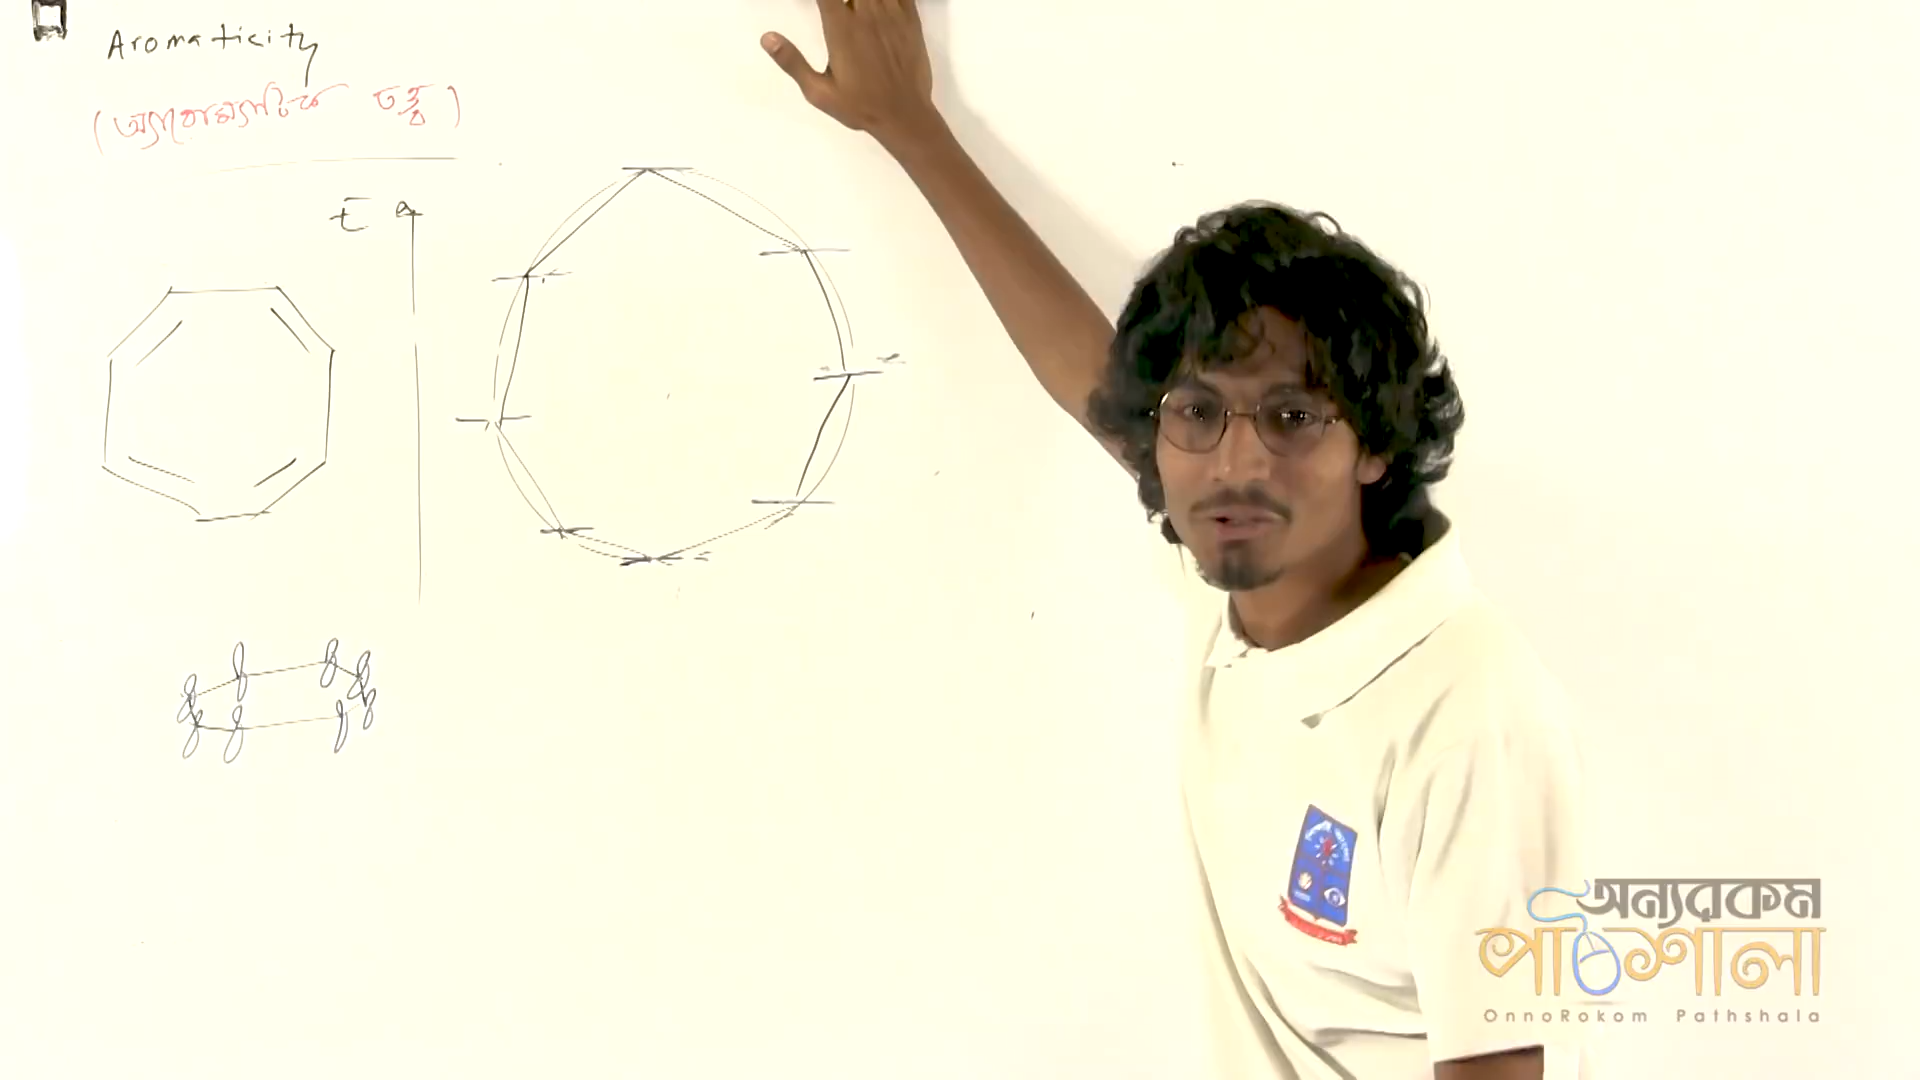 Aromaticity
(অ্যারোম্যাটিক তত্ত্ব)
E
অন্যরকম
পাঠশালা
OnnoRokom Pathshala